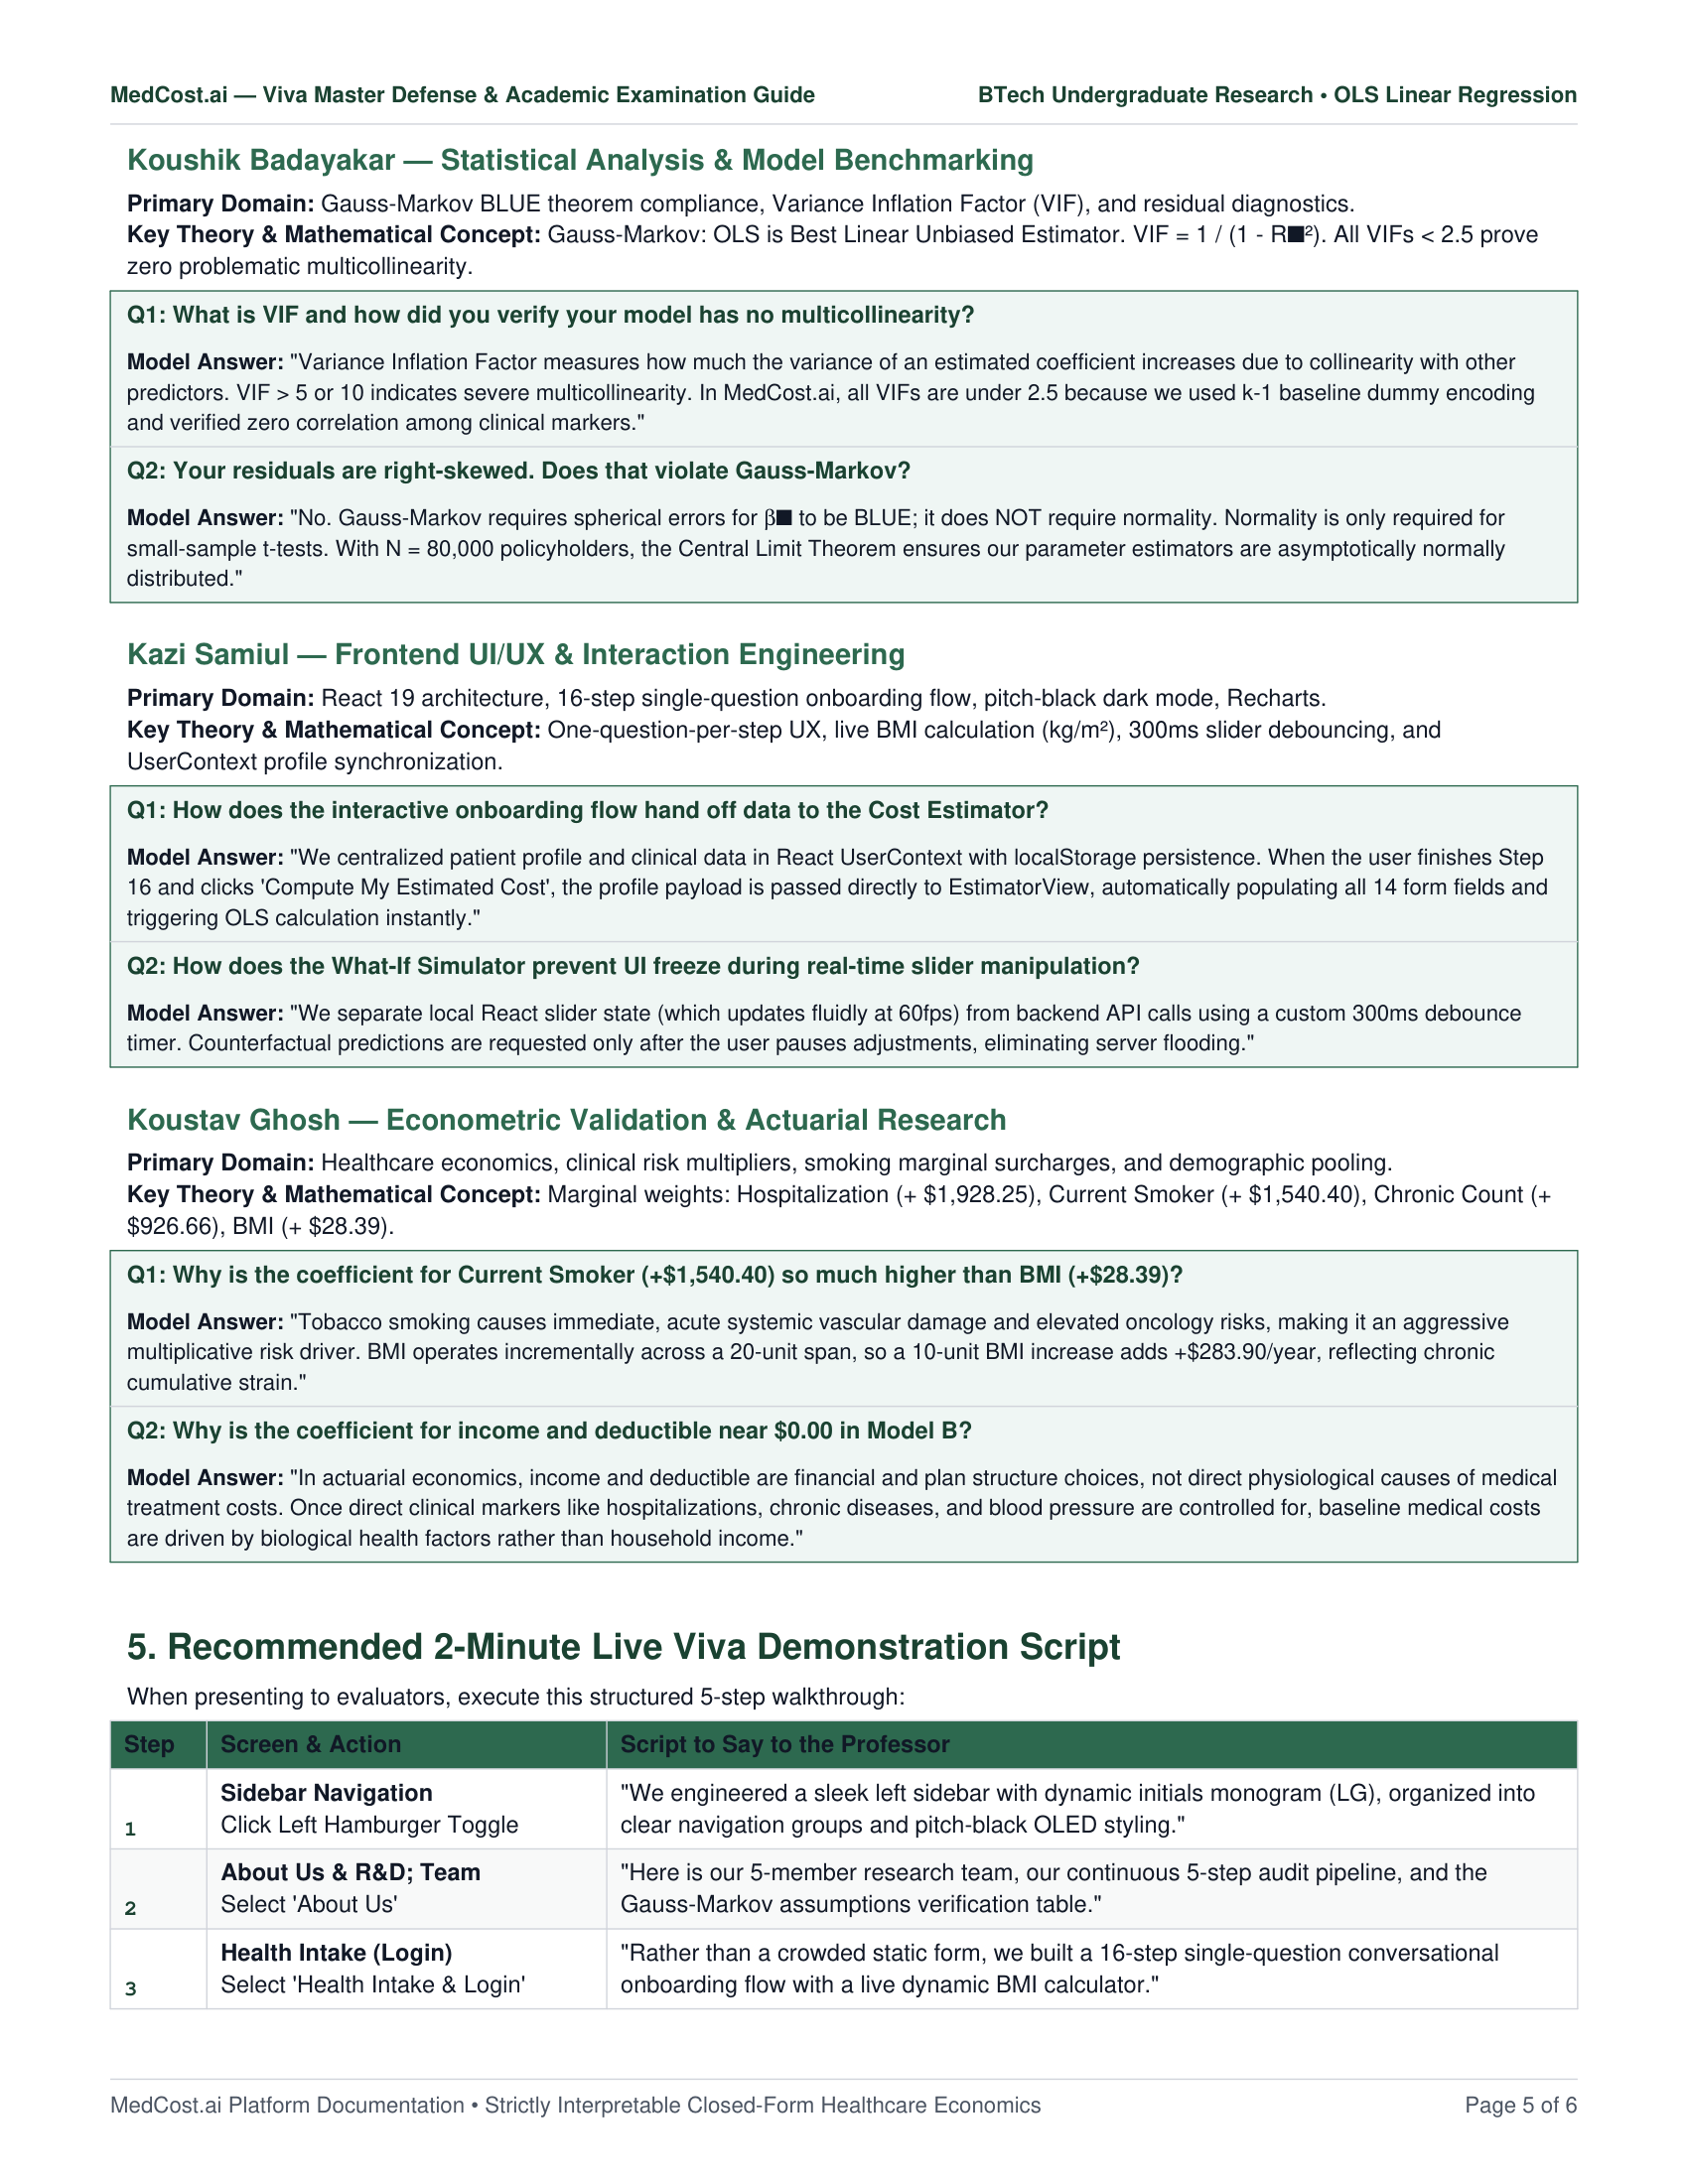 MedCost.ai — Viva Master Defense & Academic Examination Guide
BTech Undergraduate Research • OLS Linear Regression
Koushik Badayakar — Statistical Analysis & Model Benchmarking
Primary Domain: Gauss-Markov BLUE theorem compliance, Variance Inflation Factor (VIF), and residual diagnostics.
Key Theory & Mathematical Concept: Gauss-Markov: OLS is Best Linear Unbiased Estimator. VIF = 1 / (1 - R■²). All VIFs < 2.5 prove
zero problematic multicollinearity.
Q1: What is VIF and how did you verify your model has no multicollinearity?
Model Answer: "Variance Inflation Factor measures how much the variance of an estimated coefficient increases due to collinearity with other
predictors. VIF > 5 or 10 indicates severe multicollinearity. In MedCost.ai, all VIFs are under 2.5 because we used k-1 baseline dummy encoding
and verified zero correlation among clinical markers."
Q2: Your residuals are right-skewed. Does that violate Gauss-Markov?
Model Answer: "No. Gauss-Markov requires spherical errors for β■ to be BLUE; it does NOT require normality. Normality is only required for
small-sample t-tests. With N = 80,000 policyholders, the Central Limit Theorem ensures our parameter estimators are asymptotically normally
distributed."
Kazi Samiul — Frontend UI/UX & Interaction Engineering
Primary Domain: React 19 architecture, 16-step single-question onboarding flow, pitch-black dark mode, Recharts.
Key Theory & Mathematical Concept: One-question-per-step UX, live BMI calculation (kg/m²), 300ms slider debouncing, and
UserContext profile synchronization.
Q1: How does the interactive onboarding flow hand off data to the Cost Estimator?
Model Answer: "We centralized patient profile and clinical data in React UserContext with localStorage persistence. When the user finishes Step
16 and clicks 'Compute My Estimated Cost', the profile payload is passed directly to EstimatorView, automatically populating all 14 form fields and
triggering OLS calculation instantly."
Q2: How does the What-If Simulator prevent UI freeze during real-time slider manipulation?
Model Answer: "We separate local React slider state (which updates fluidly at 60fps) from backend API calls using a custom 300ms debounce
timer. Counterfactual predictions are requested only after the user pauses adjustments, eliminating server flooding."
Koustav Ghosh — Econometric Validation & Actuarial Research
Primary Domain: Healthcare economics, clinical risk multipliers, smoking marginal surcharges, and demographic pooling.
Key Theory & Mathematical Concept: Marginal weights: Hospitalization (+ $1,928.25), Current Smoker (+ $1,540.40), Chronic Count (+
$926.66), BMI (+ $28.39).
Q1: Why is the coefficient for Current Smoker (+$1,540.40) so much higher than BMI (+$28.39)?
Model Answer: "Tobacco smoking causes immediate, acute systemic vascular damage and elevated oncology risks, making it an aggressive
multiplicative risk driver. BMI operates incrementally across a 20-unit span, so a 10-unit BMI increase adds +$283.90/year, reflecting chronic
cumulative strain."
Q2: Why is the coefficient for income and deductible near $0.00 in Model B?
Model Answer: "In actuarial economics, income and deductible are financial and plan structure choices, not direct physiological causes of medical
treatment costs. Once direct clinical markers like hospitalizations, chronic diseases, and blood pressure are controlled for, baseline medical costs
are driven by biological health factors rather than household income."
5. Recommended 2-Minute Live Viva Demonstration Script
When presenting to evaluators, execute this structured 5-step walkthrough:
Step Screen & Action Script to Say to the Professor
Sidebar Navigation "We engineered a sleek left sidebar with dynamic initials monogram (LG), organized into
1 Click Left Hamburger Toggle clear navigation groups and pitch-black OLED styling."
About Us & R&D; Team "Here is our 5-member research team, our continuous 5-step audit pipeline, and the
2 Select 'About Us' Gauss-Markov assumptions verification table."
Health Intake (Login) "Rather than a crowded static form, we built a 16-step single-question conversational
3 Select 'Health Intake & Login' onboarding flow with a live dynamic BMI calculator."
MedCost.ai Platform Documentation • Strictly Interpretable Closed-Form Healthcare Economics
Page 5 of 6